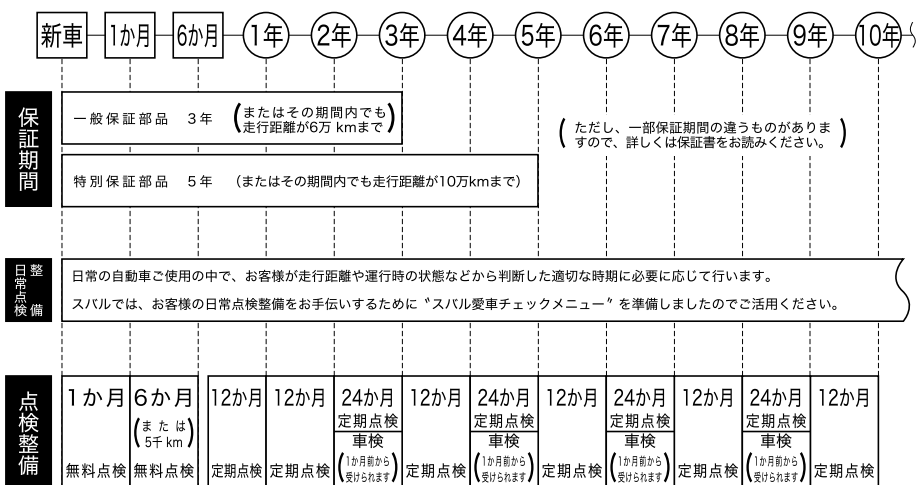 新車 1か月 6か月 1年 2年 3年 4年 5年 6年 7年 8年 9年 10年
保証期間
一般保証部品 3年 (またはその期間内でも
走行距離が6万kmまで)
(ただし、一部保証期間の違うものがありま
すので、詳しくは保証書をお読みください。)
特別保証部品 5年 (またはその期間内でも走行距離が10万kmまで)
日常点検整備
日常の自動車ご使用の中で、お客様が走行距離や運行時の状態などから判断した適切な時期に必要に応じて行います。
スバルでは、お客様の日常点検整備をお手伝いするために〝スバル愛車チェックメニュー〞を準備しましたのでご活用ください。
点検整備
1か月
無料点検
6か月
(または
5千km)
無料点検
12か月
定期点検
12か月
定期点検
24か月
定期点検
車検
(1か月前から
受けられます)
12か月
定期点検
24か月
定期点検
車検
(1か月前から
受けられます)
12か月
定期点検
24か月
定期点検
車検
(1か月前から
受けられます)
12か月
定期点検
24か月
定期点検
車検
(1か月前から
受けられます)
12か月
定期点検